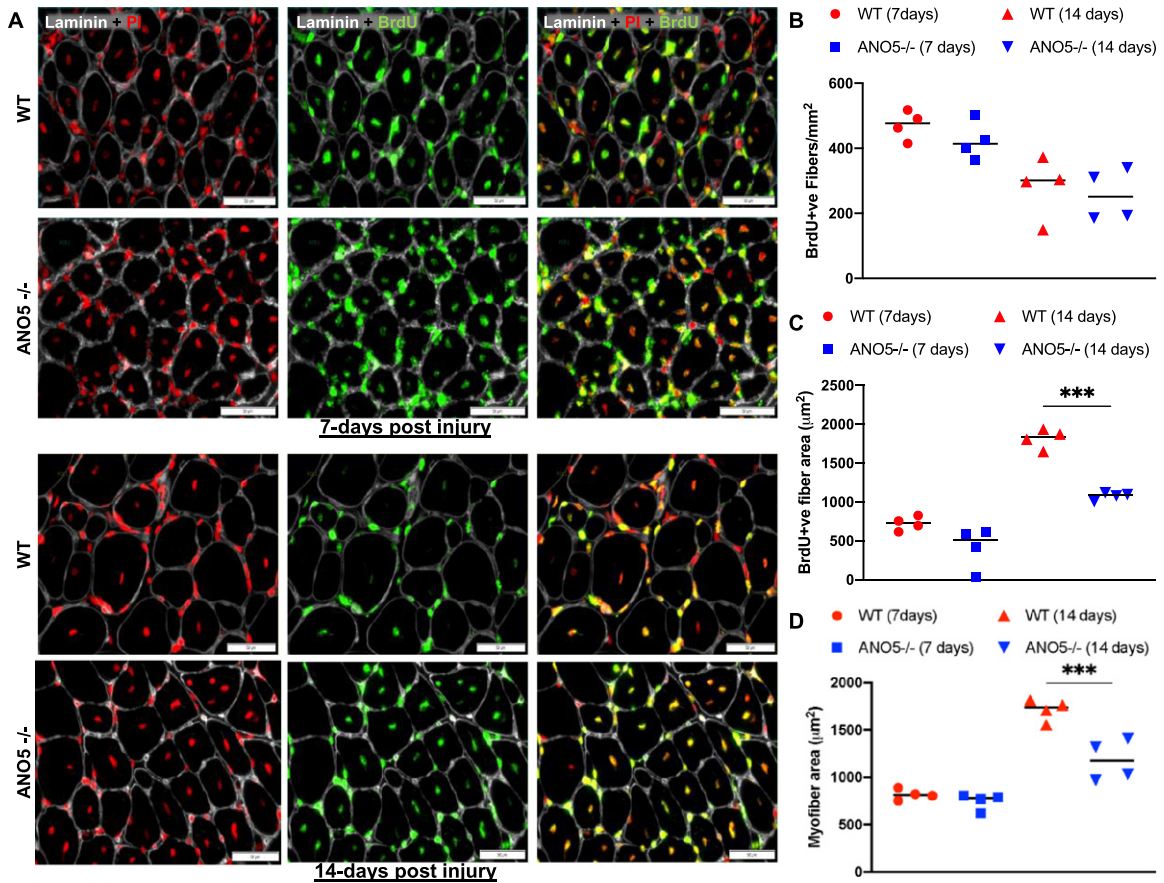 A
Laminin + PI
Laminin + BrdU
Laminin + PI + BrdU
WT
ANO5 -/-
7-days post injury
WT
ANO5 -/-
14-days post injury
B
WT (7days)
WT (14 days)
ANO5-/- (7 days)
ANO5-/- (14 days)
BrdU+ve Fibers/mm²
600
400
200
0
C
WT (7days)
WT (14 days)
ANO5-/- (7 days)
ANO5-/- (14 days)
BrdU+ve fiber area (μm²)
2500
2000
1500
1000
500
0
***
D
WT (7days)
WT (14 days)
ANO5-/- (7 days)
ANO5-/- (14 days)
Myofiber area (μm²)
2000
1500
1000
500
0
***